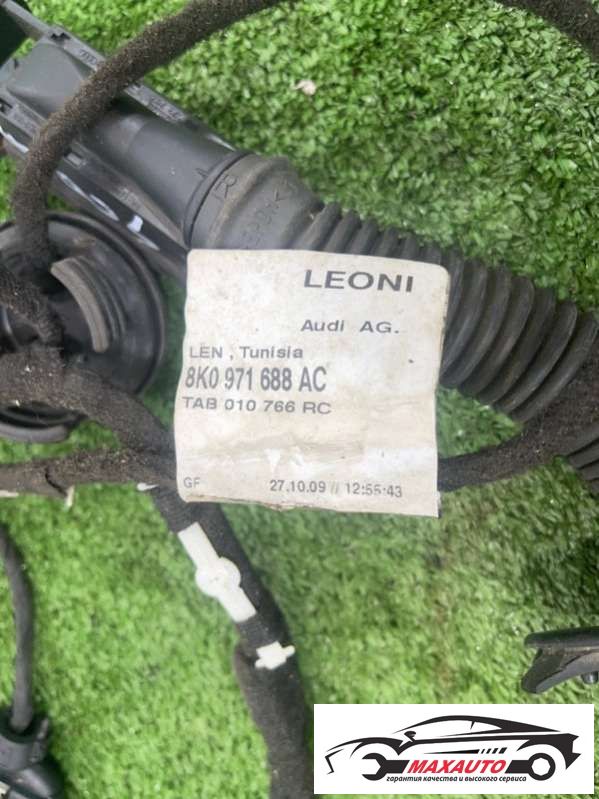 LEONI
Audi AG.
LEN , Tunisia
8K0 971 688 AC
TAB 010 766 RC
GF 27.10.09 // 12:55:43
MAXAUTO
гарантия качества и высокого сервиса